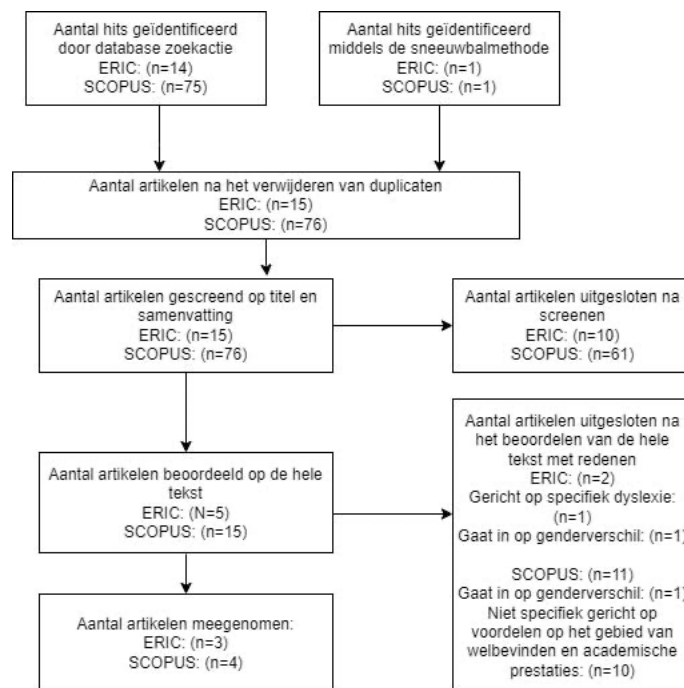 Aantal hits geïdentificeerd
door database zoekactie
ERIC: (n=14)
SCOPUS: (n=75)
Aantal hits geïdentificeerd
middels de sneeuwbalmethode
ERIC: (n=1)
SCOPUS: (n=1)
Aantal artikelen na het verwijderen van duplicaten
ERIC: (n=15)
SCOPUS: (n=76)
Aantal artikelen gescreend op titel en
samenvatting
ERIC: (n=15)
SCOPUS: (n=76)
Aantal artikelen uitgesloten na
screenen
ERIC: (n=10)
SCOPUS: (n=61)
Aantal artikelen beoordeeld op de hele
tekst
ERIC: (N=5)
SCOPUS: (n=15)
Aantal artikelen uitgesloten na
het beoordelen van de hele
tekst met redenen
ERIC: (n=2)
Gericht op specifiek dyslexie:
(n=1)
Gaat in op genderverschil: (n=1)
SCOPUS: (n=11)
Gaat in op genderverschil: (n=1)
Niet specifiek gericht op
voordelen op het gebied van
welbevinden en academische
prestaties: (n=10)
Aantal artikelen meegenomen:
ERIC: (n=3)
SCOPUS: (n=4)